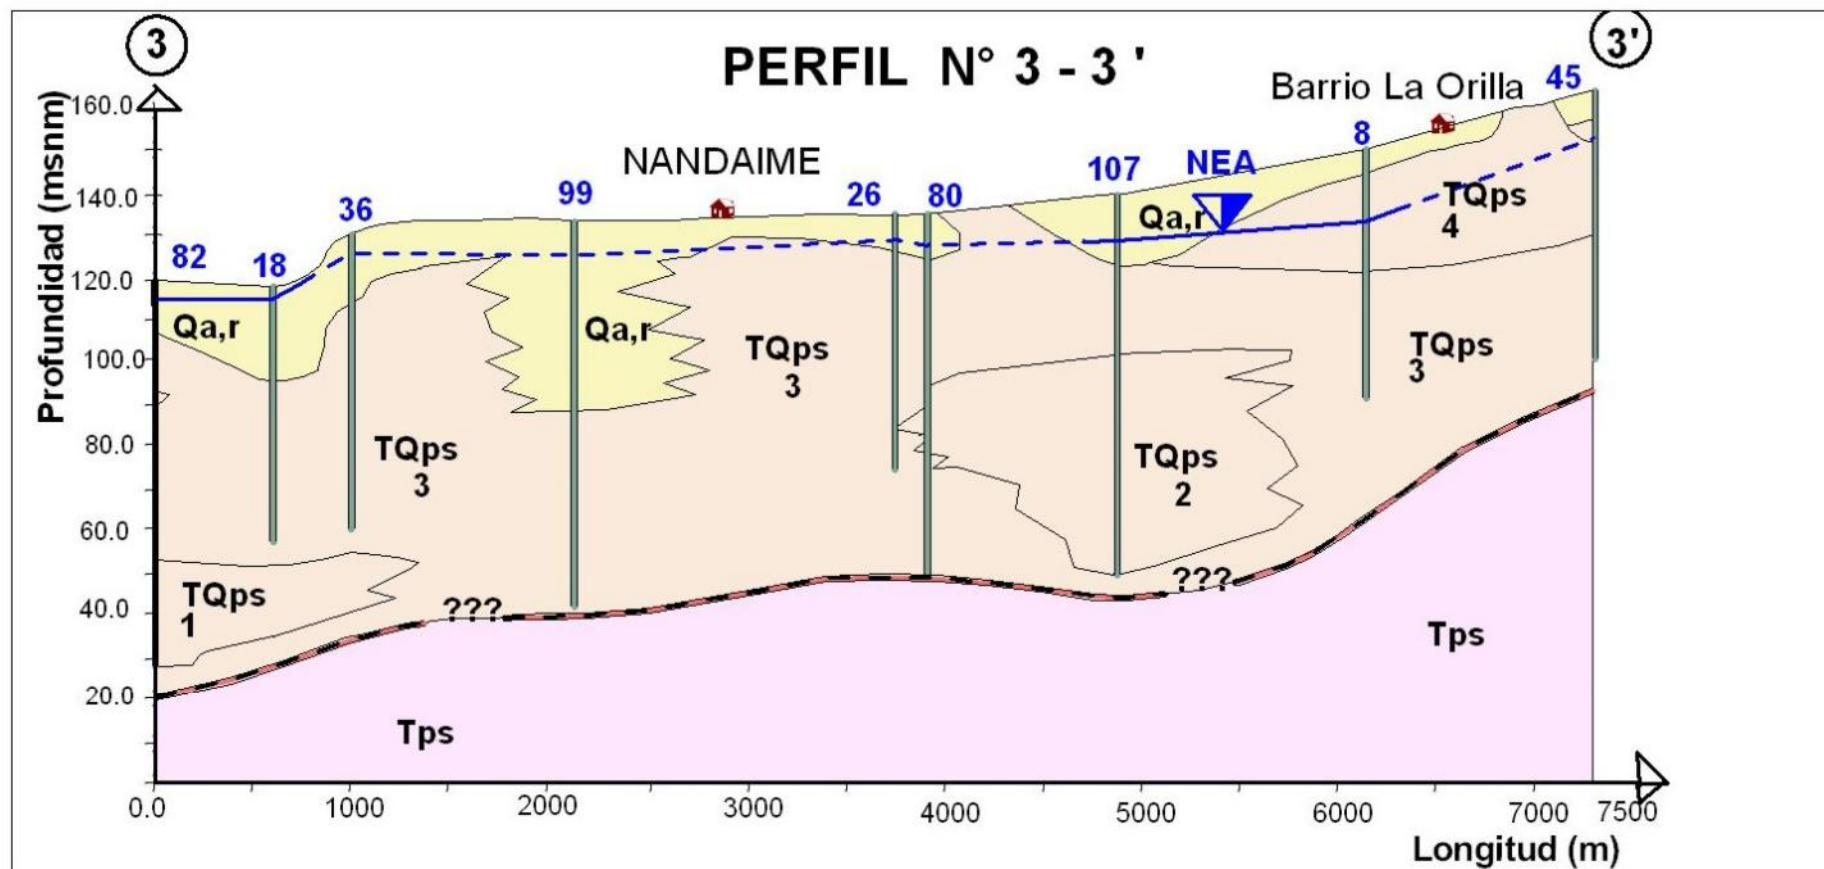 3
3'
PERFIL N° 3 - 3 '
Barrio La Orilla
45
8
NANDAIME
107
NEA
99
26
80
36
82
18
Profundidad (msnm)
160.0
140.0
120.0
100.0
80.0
60.0
40.0
20.0
Qa,r
Qa,r
Qa,r
TQps
4
TQps
3
TQps
3
TQps
3
TQps
2
TQps
1
???
???
Tps
Tps
0.0
1000
2000
3000
4000
5000
6000
7000
7500
Longitud (m)